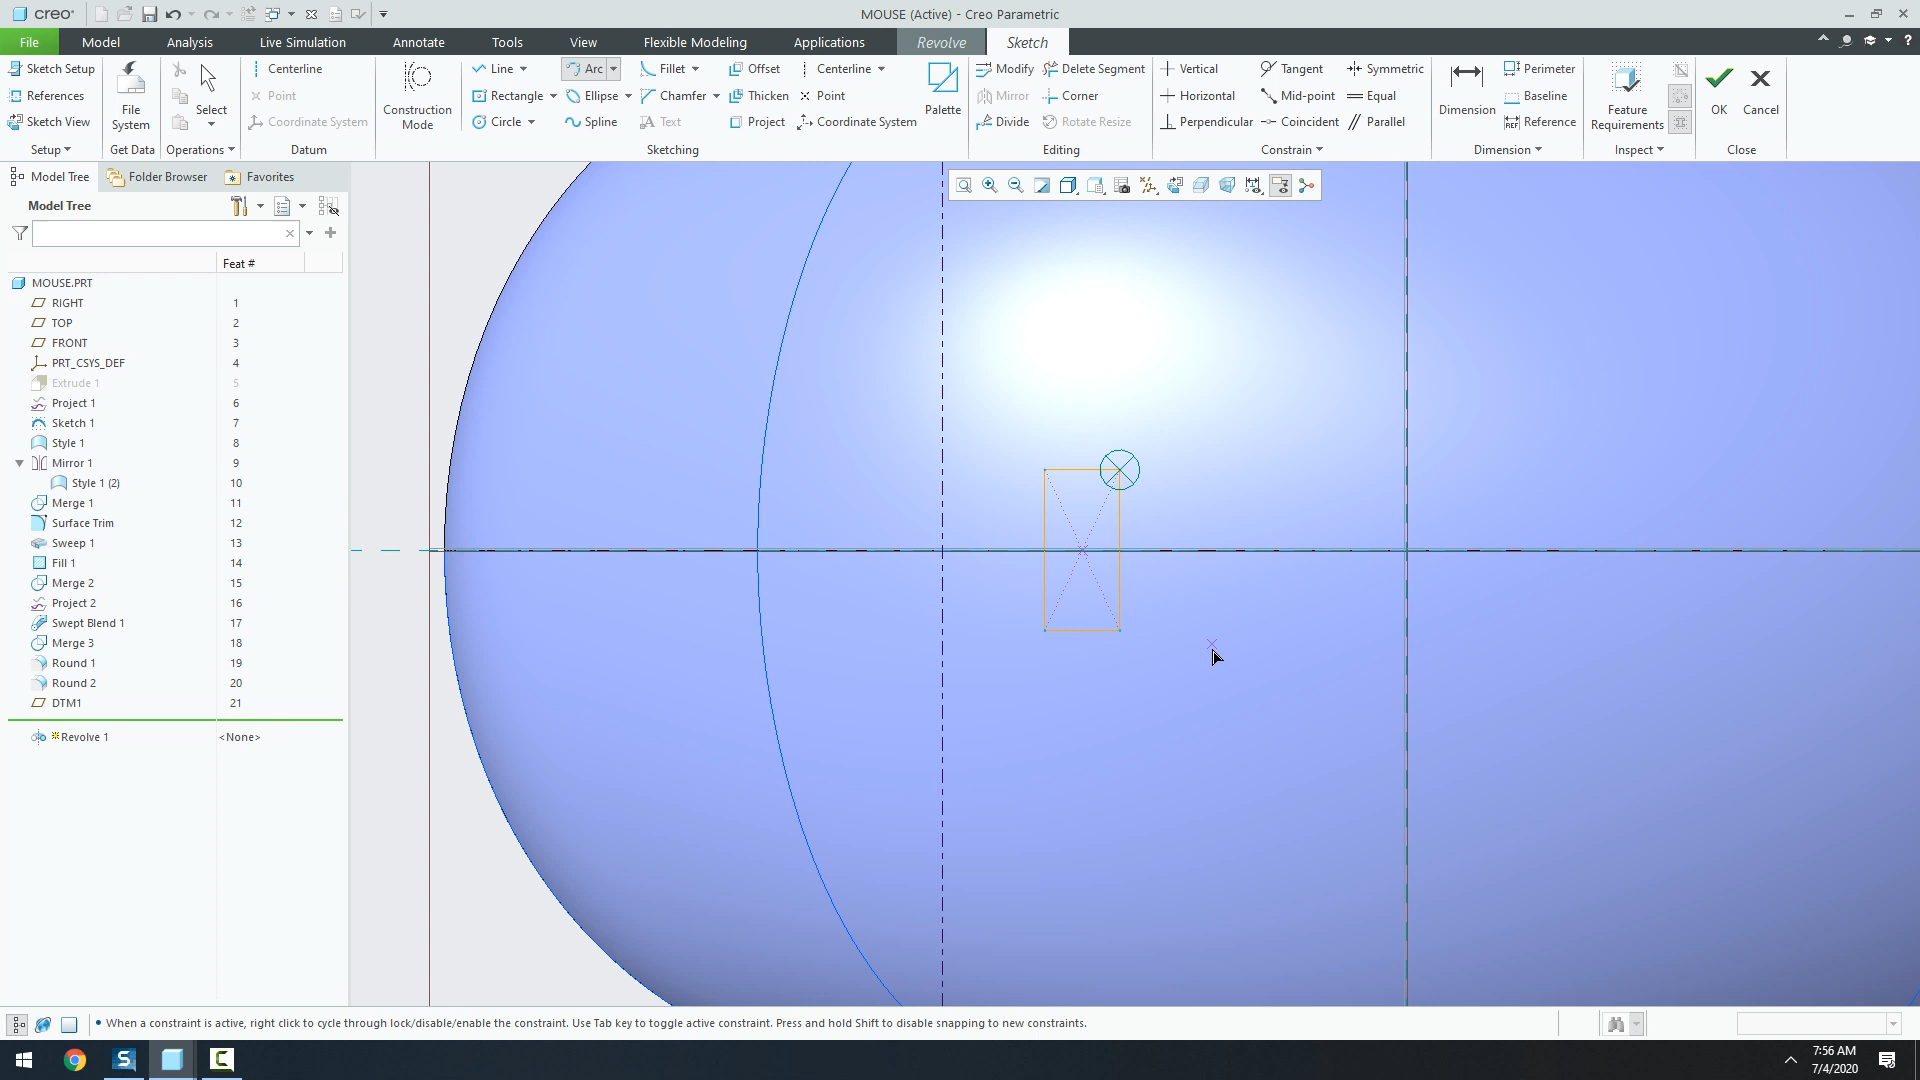 creo
MOUSE (Active) - Creo Parametric
File Model Analysis Live Simulation Annotate Tools View Flexible Modeling Applications Revolve Sketch
Sketch Setup
References
Sketch View
Setup
File System
Get Data
Select
Operations
Centerline
Point
Coordinate System
Datum
Construction Mode
Line
Rectangle
Circle
Arc
Ellipse
Spline
Fillet
Chamfer
Text
Offset
Thicken
Project
Centerline
Point
Coordinate System
Palette
Sketching
Modify
Delete Segment
Mirror
Corner
Divide
Rotate Resize
Editing
Vertical
Tangent
Symmetric
Horizontal
Mid-point
Equal
Perpendicular
Coincident
Parallel
Constrain
Dimension
Perimeter
Baseline
REF Reference
Dimension
Feature Requirements
Inspect
OK
Cancel
Close
Model Tree Folder Browser Favorites
Model Tree
Feat #
MOUSE.PRT
RIGHT 1
TOP 2
FRONT 3
PRT_CSYS_DEF 4
Extrude 1 5
Project 1 6
Sketch 1 7
Style 1 8
Mirror 1 9
Style 1 (2) 10
Merge 1 11
Surface Trim 12
Sweep 1 13
Fill 1 14
Merge 2 15
Project 2 16
Swept Blend 1 17
Merge 3 18
Round 1 19
Round 2 20
DTM1 21
Revolve 1 <None>
• When a constraint is active, right click to cycle through lock/disable/enable the constraint. Use Tab key to toggle active constraint. Press and hold Shift to disable snapping to new constraints.
7:56 AM
7/4/2020